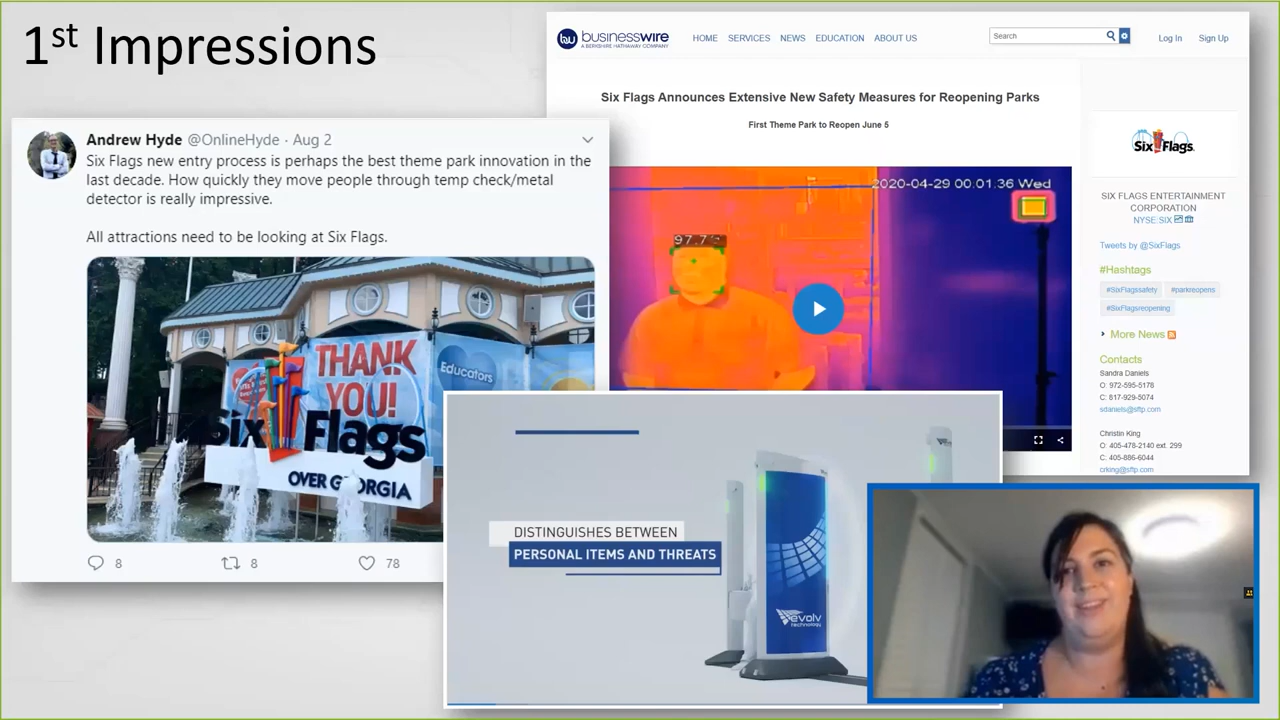 1st Impressions
Andrew Hyde @OnlineHyde · Aug 2
Six Flags new entry process is perhaps the best theme park innovation in the
last decade. How quickly they move people through temp check/metal
detector is really impressive.
All attractions need to be looking at Six Flags.
THANK
YOU!
Educators
Six Flags
OVER GEORGIA
8
8
78
businesswire
A BERKSHIRE HATHAWAY COMPANY
HOME SERVICES NEWS EDUCATION ABOUT US
Search
Log In Sign Up
Six Flags Announces Extensive New Safety Measures for Reopening Parks
First Theme Park to Reopen June 5
2020-04-29 00:01:36 Wed
97.7°
Six Flags
SIX FLAGS ENTERTAINMENT
CORPORATION
NYSE:SIX
Tweets by @SixFlags
#Hashtags
#SixFlagssafety #parkreopens
#SixFlagsreopening
More News
Contacts
Sandra Daniels
O: 972-595-5178
C: 817-929-5074
sdaniels@sftp.com
Christin King
O: 405-478-2140 ext. 299
C: 405-886-6044
crking@sftp.com
DISTINGUISHES BETWEEN
PERSONAL ITEMS AND THREATS
evolv
technology